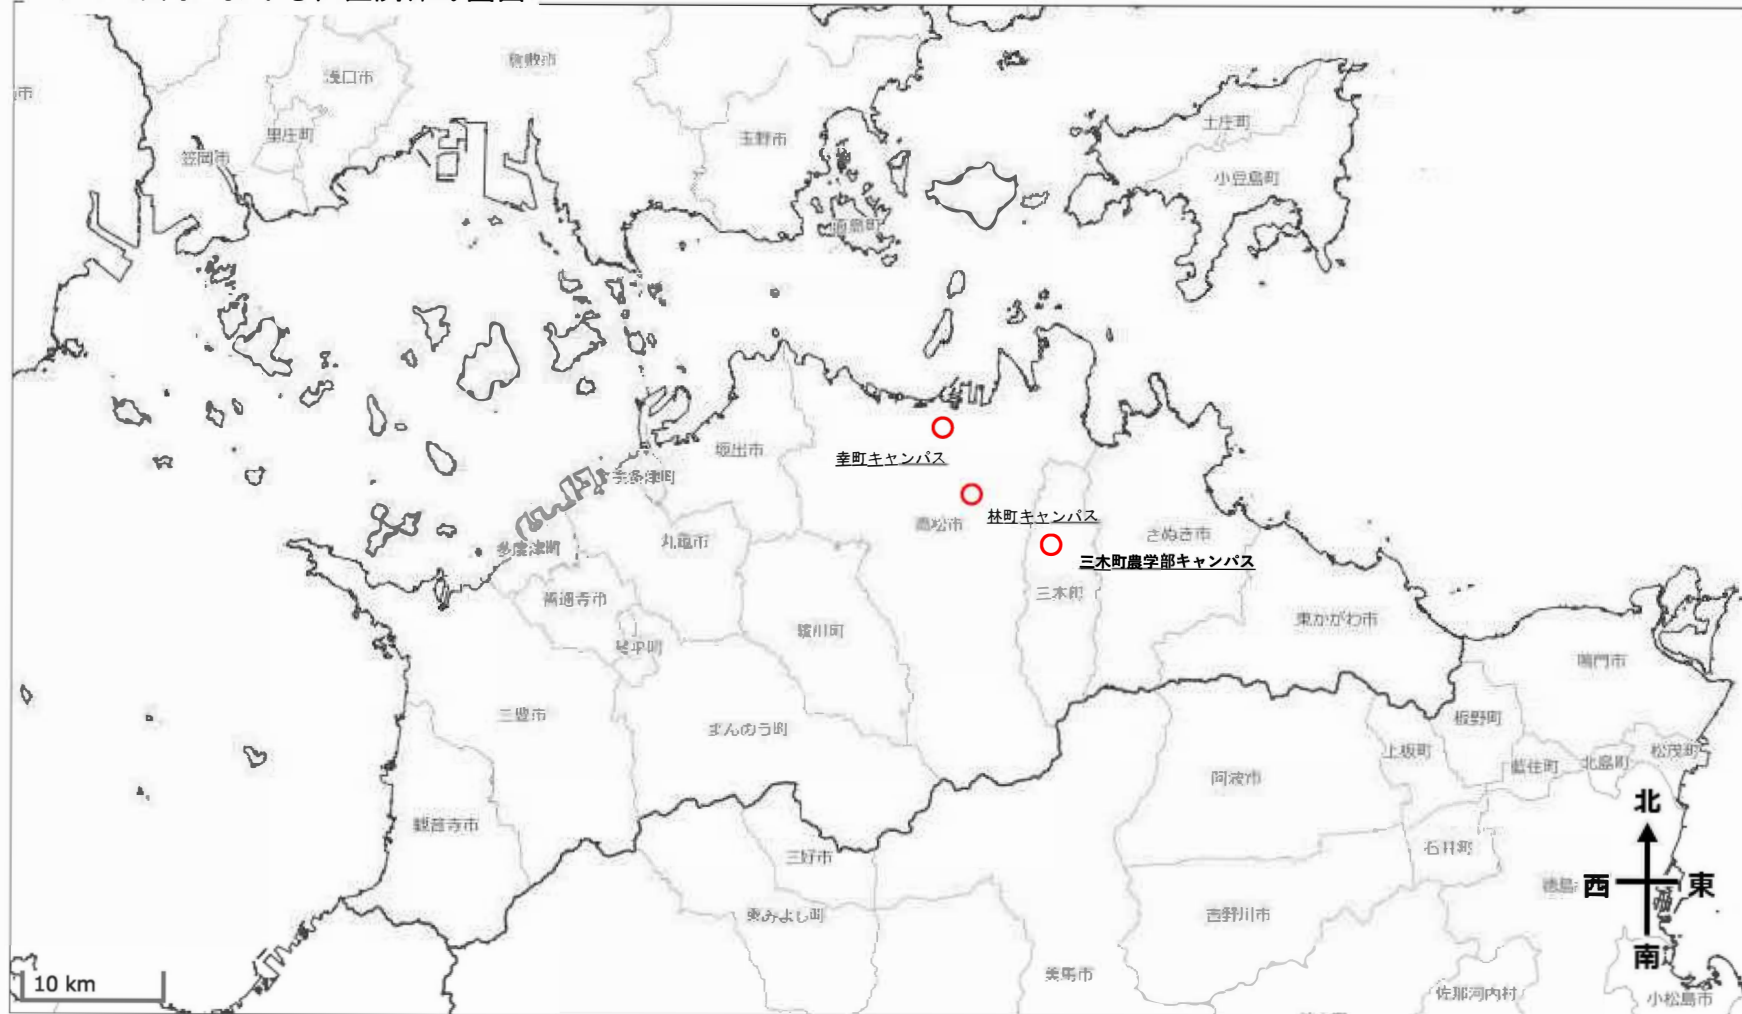 浅口市
倉敷市
市
里庄町
笠岡市
玉野市
土庄町
小豆島町
直島町
坂出市
幸町キャンパス
宇多津町
林町キャンパス
高松市
さぬき市
丸亀市
多度津町
三木町農学部キャンパス
善通寺市
三木町
東かがわ市
綾川町
琴平町
鳴門市
三豊市
板野町
まんのう町
上板町
松茂町
藍住町
北島町
阿波市
北
観音寺市
石井町
三好市
西
東
徳島
東みよし町
吉野川市
南
美馬市
10 km
佐那河内村
小松島市